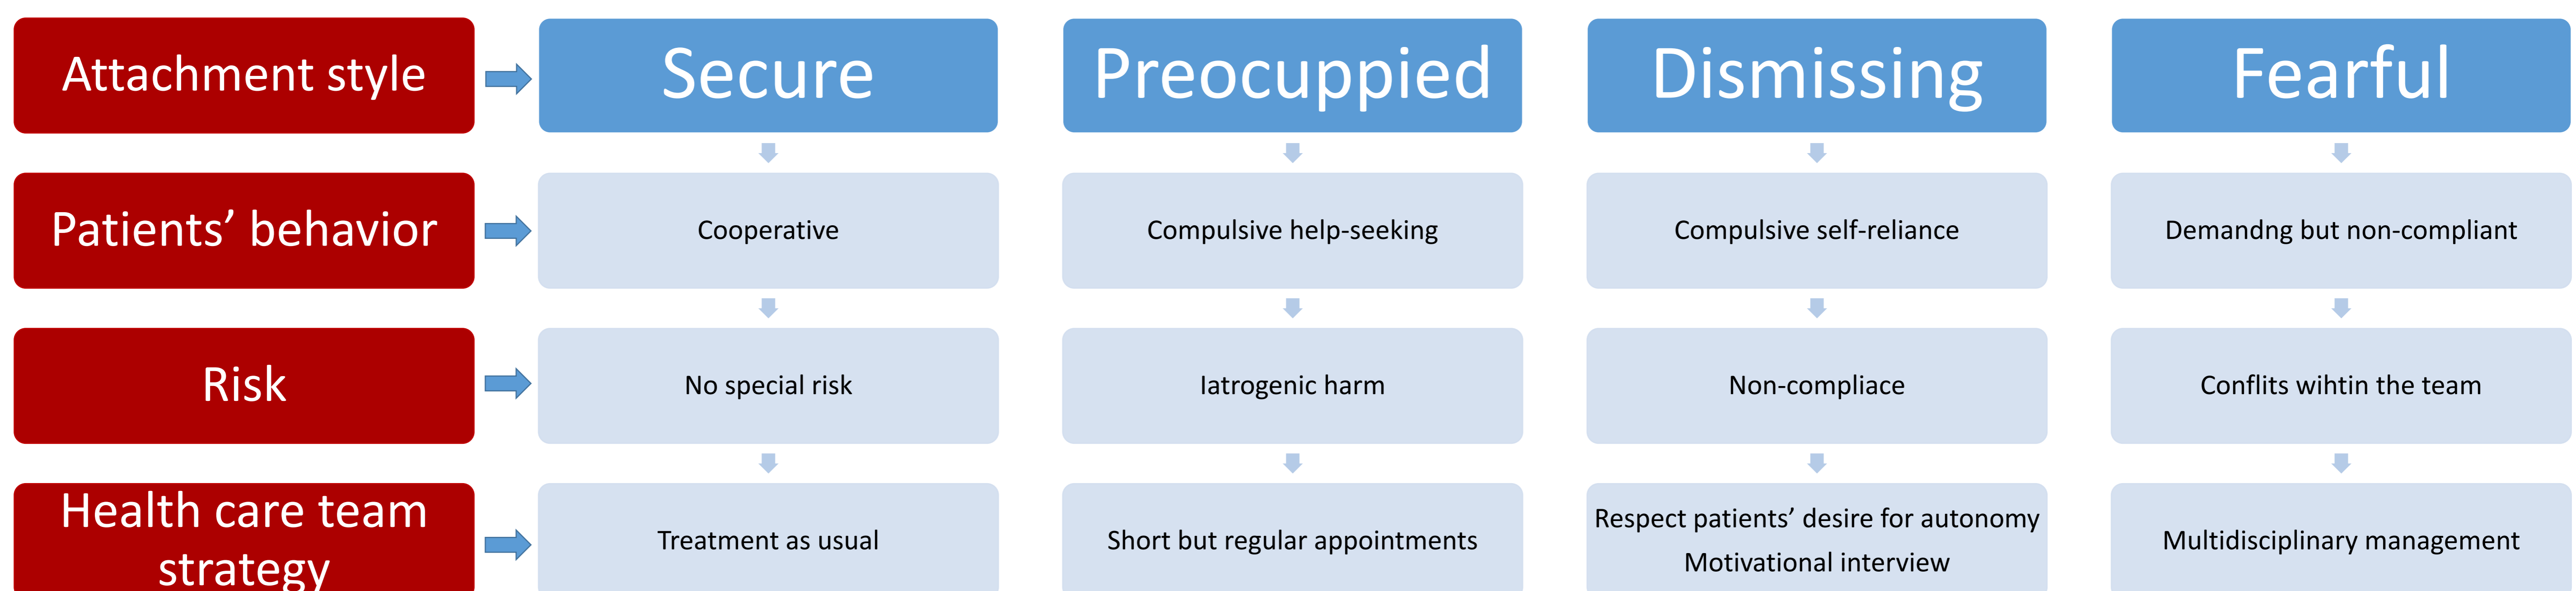 Attachment style
Secure
Preocuppied
Dismissing
Fearful
Patients’ behavior
Cooperative
Compulsive help-seeking
Compulsive self-reliance
Demandng but non-compliant
Risk
No special risk
Iatrogenic harm
Non-compliace
Conflits wihtin the team
Health care team
strategy
Treatment as usual
Short but regular appointments
Respect patients’ desire for autonomy
Motivational interview
Multidisciplinary management